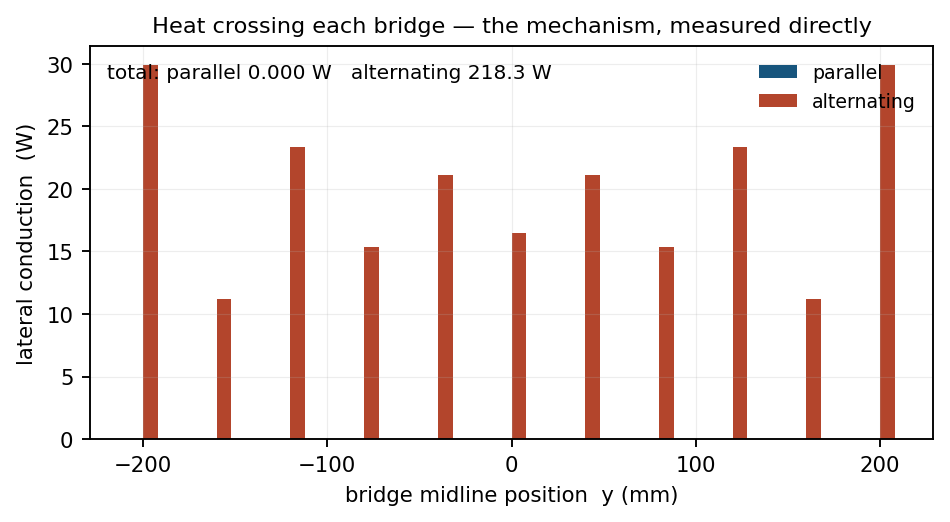 Heat crossing each bridge — the mechanism, measured directly
total: parallel 0.000 W   alternating 218.3 W
parallel
alternating
30
25
20
15
10
5
0
lateral conduction  (W)
−200
−100
0
100
200
bridge midline position  y (mm)